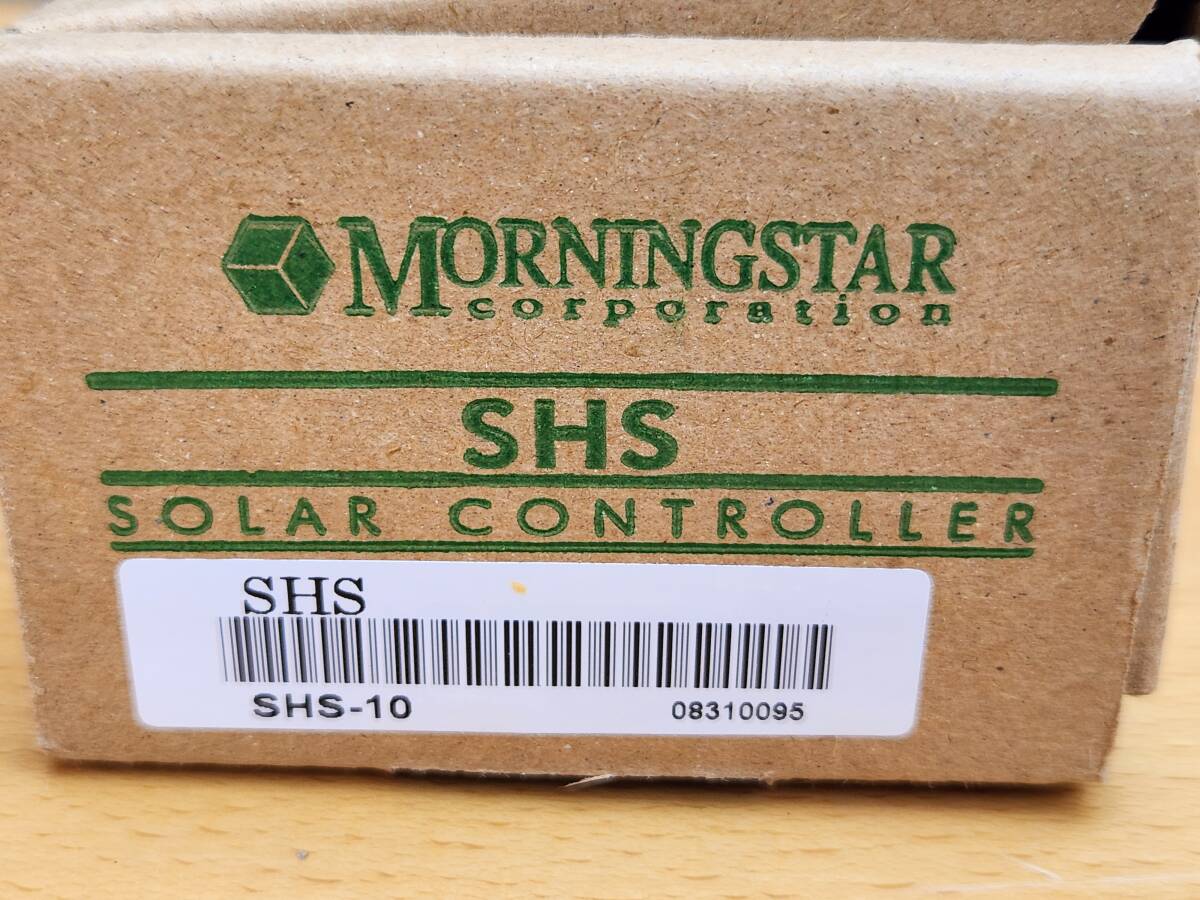 MORNINGSTAR
corporation
SHS
SOLAR CONTROLLER
SHS
SHS-10 08310095